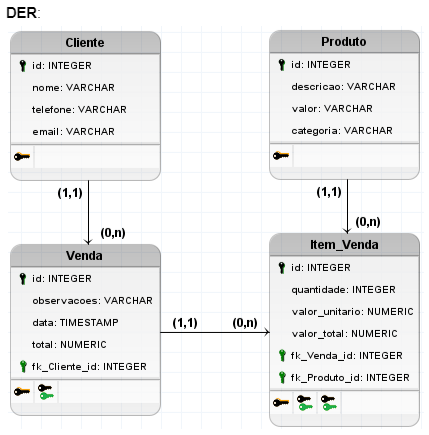 DER:
Cliente
id: INTEGER
nome: VARCHAR
telefone: VARCHAR
email: VARCHAR
Produto
id: INTEGER
descricao: VARCHAR
valor: VARCHAR
categoria: VARCHAR
(1,1)
(0,n)
(1,1)
(0,n)
Venda
id: INTEGER
observacoes: VARCHAR
data: TIMESTAMP
total: NUMERIC
fk_Cliente_id: INTEGER
(1,1)
(0,n)
Item_Venda
id: INTEGER
quantidade: INTEGER
valor_unitario: NUMERIC
valor_total: NUMERIC
fk_Venda_id: INTEGER
fk_Produto_id: INTEGER